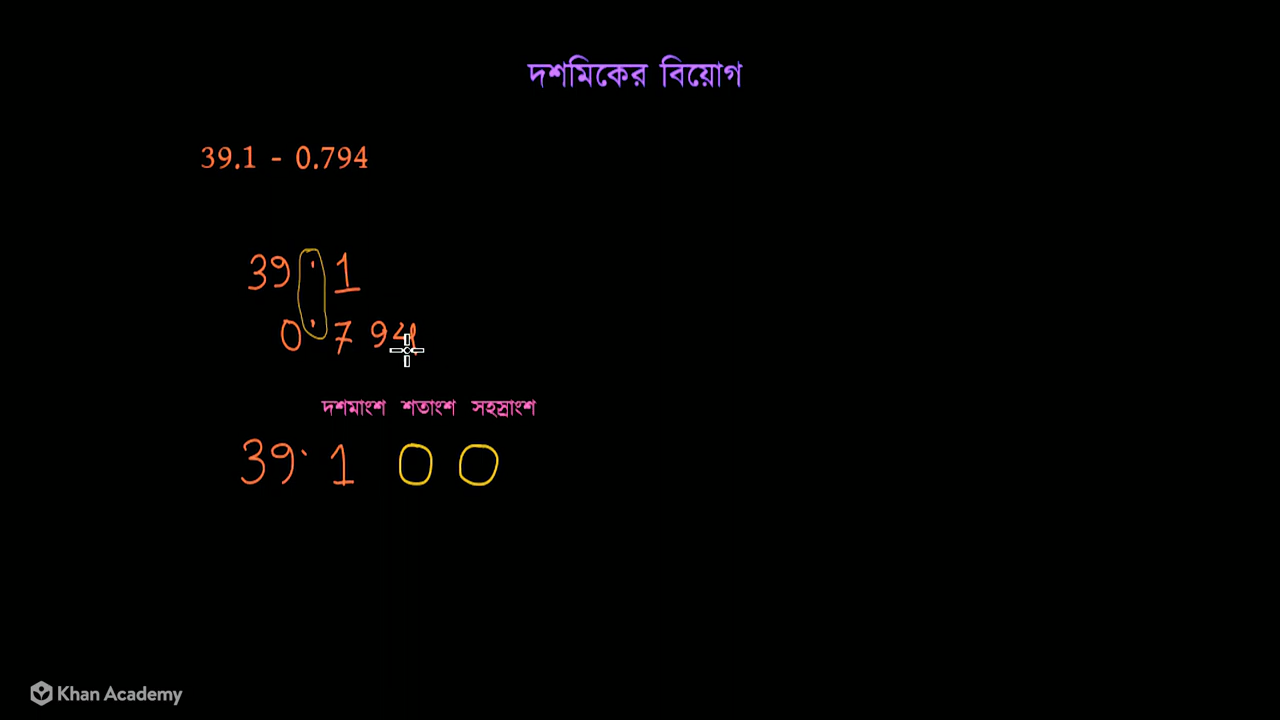 দশমিকের বিয়োগ
39.1 - 0.794
39.1
0.794
দশমাংশ শতাংশ সহস্রাংশ
39.1 0 0
Khan Academy